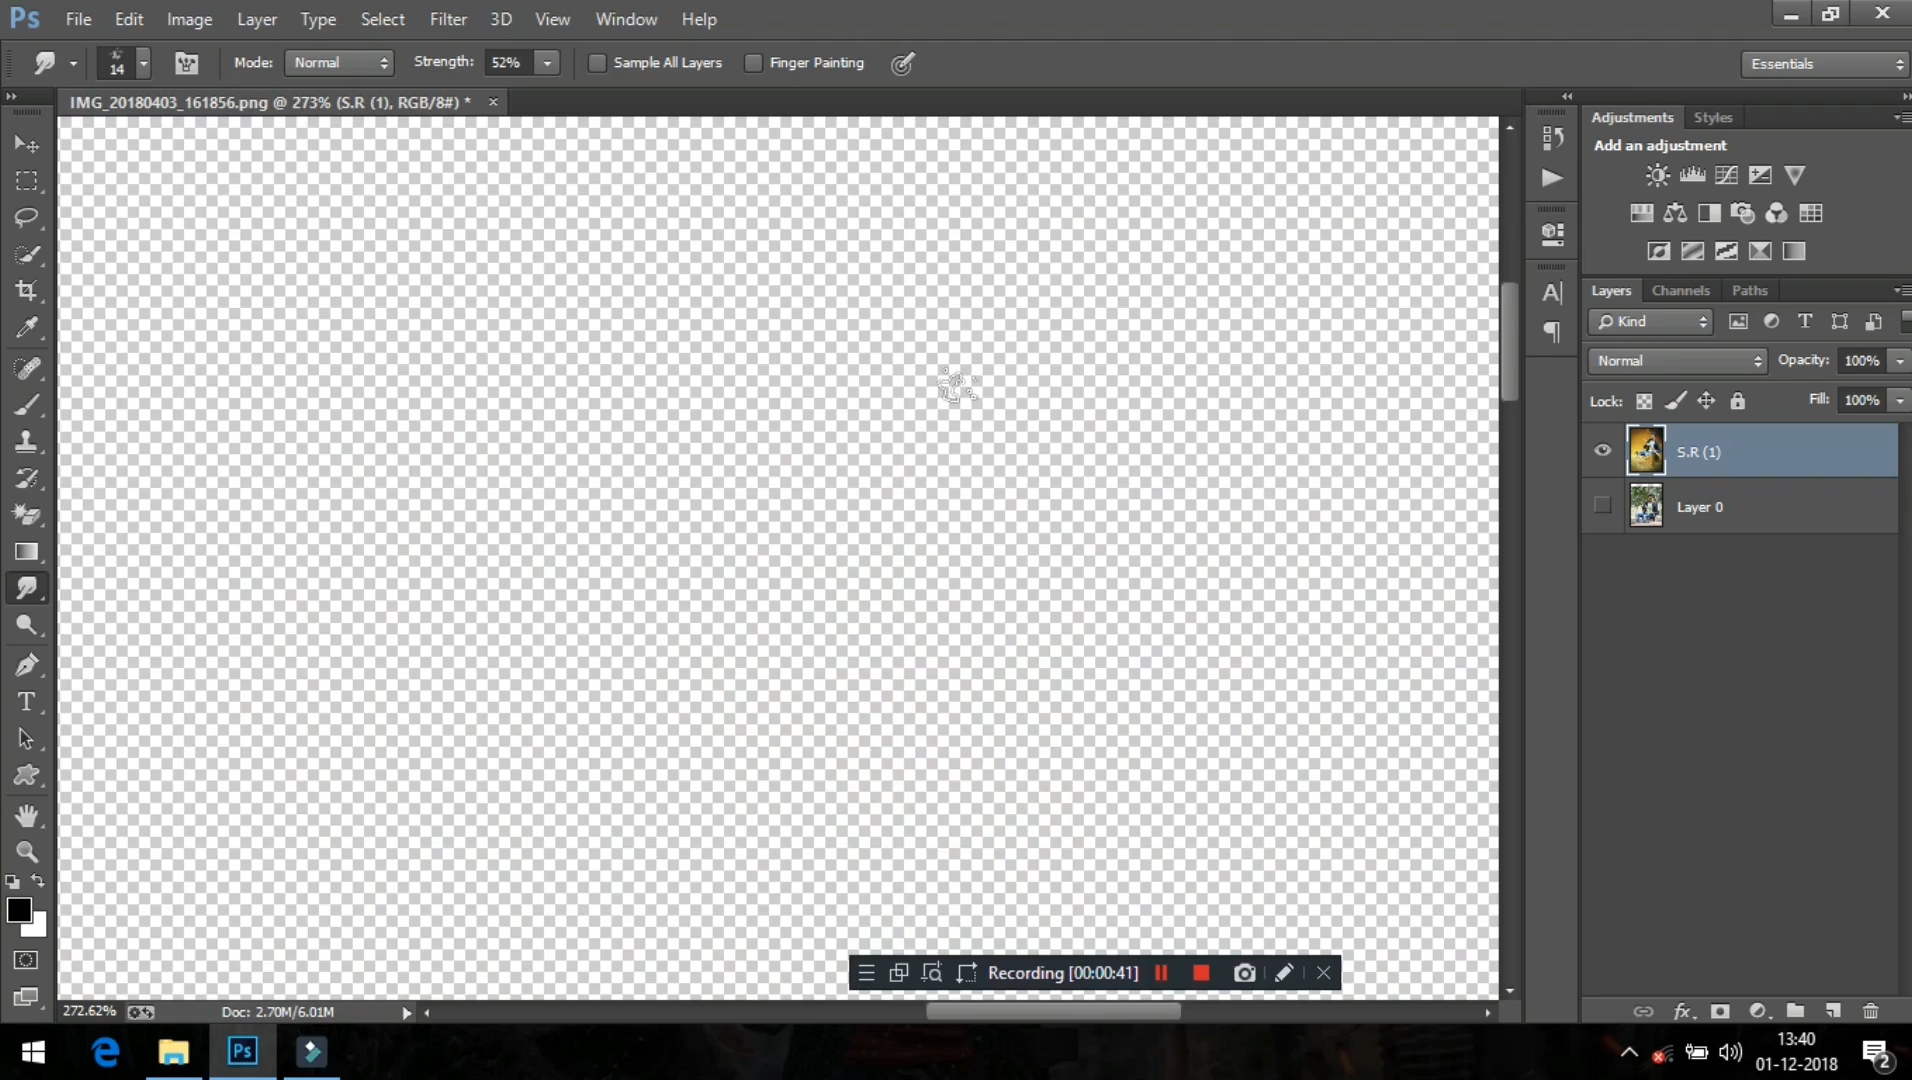 Ps File Edit Image Layer Type Select Filter 3D View Window Help
14 Mode: Normal Strength: 52% Sample All Layers Finger Painting Essentials
IMG_20180403_161856.png @ 273% (S.R (1), RGB/8#) *
Adjustments Styles
Add an adjustment
Layers Channels Paths
Kind
Normal Opacity: 100%
Lock: Fill: 100%
S.R (1)
Layer 0
Recording [00:00:41]
272.62% Doc: 2.70M/6.01M
Ps
13:40
01-12-2018
2